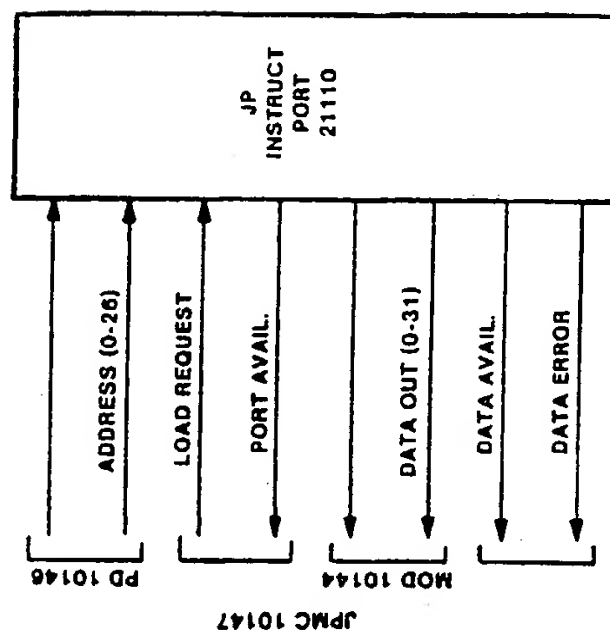 JP
INSTRUCT
PORT
21110
ADDRESS (0-26)
LOAD REQUEST
PORT AVAIL.
DATA OUT (0-31)
DATA AVAIL.
DATA ERROR
PD 10146
MOD 10144
JPMC 10147